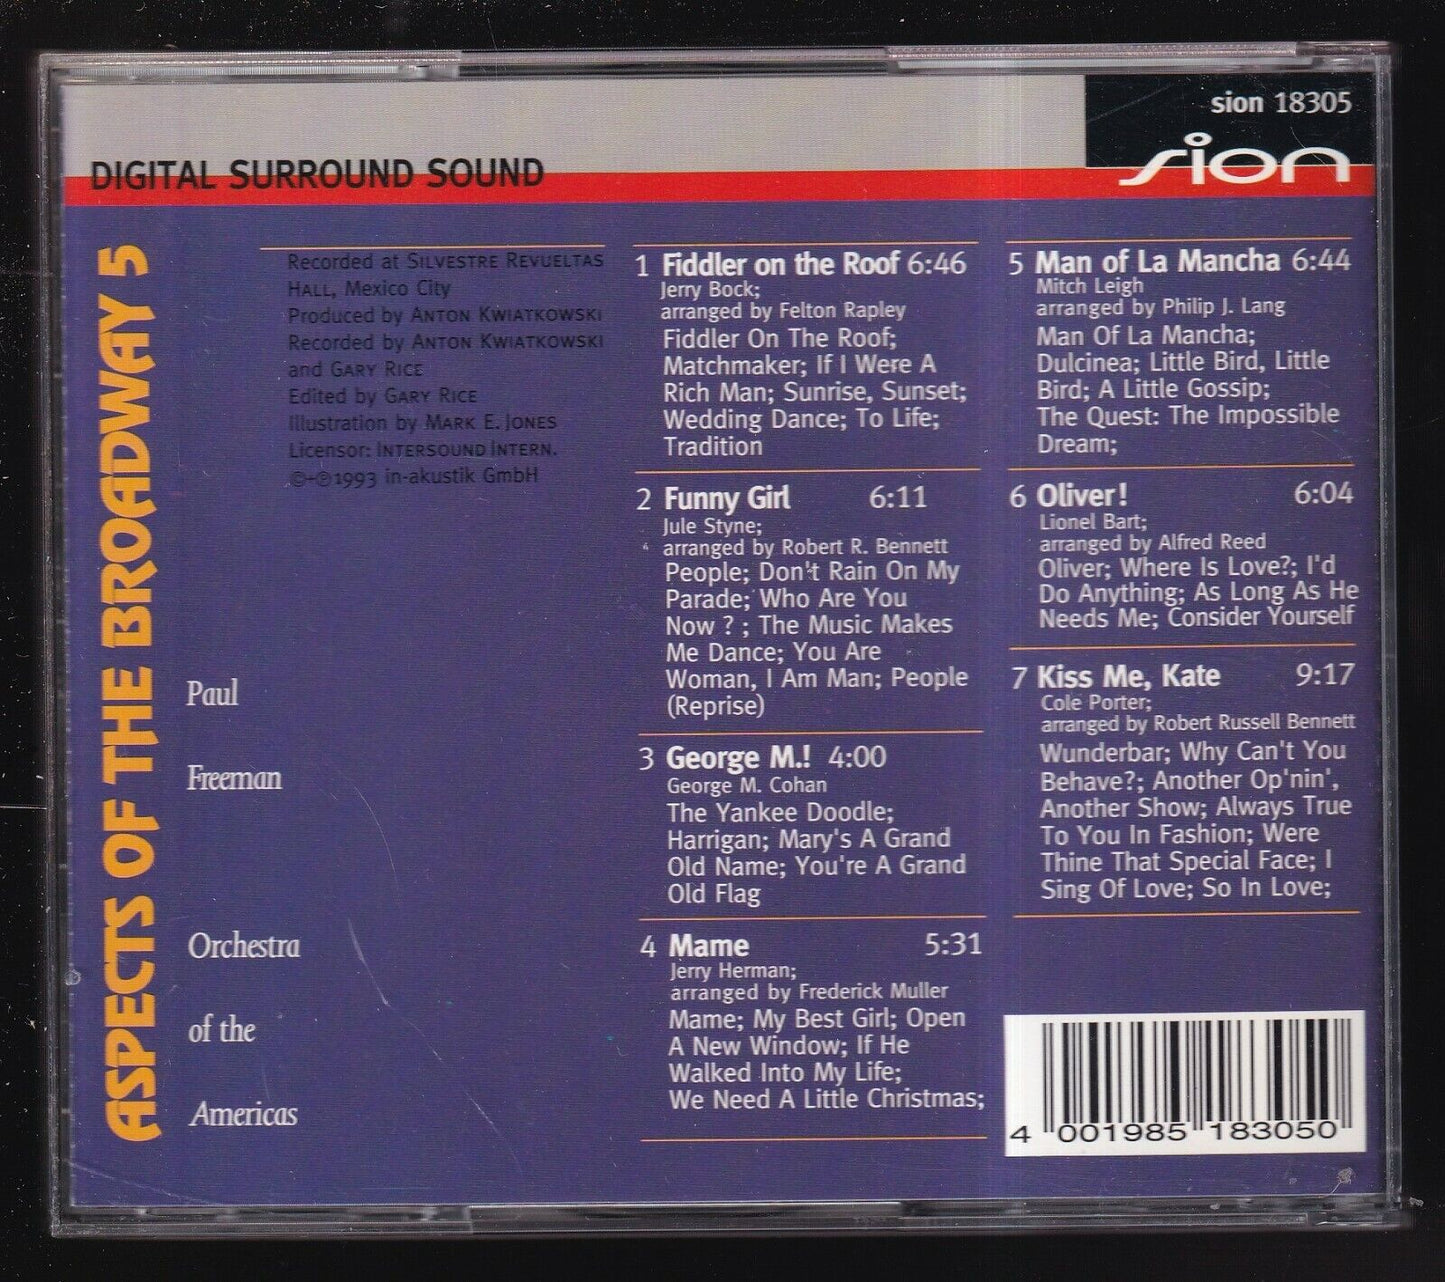 sion 18305
sion
DIGITAL SURROUND SOUND
ASPECTS OF THE BROADWAY 5
Recorded at SILVESTRE REVUELTAS
HALL, Mexico City
Produced by ANTON KWIATKOWSKI
Recorded by ANTON KWIATKOWSKI
and GARY RICE
Edited by GARY RICE
Illustration by MARK E. JONES
Licensor: INTERSOUND INTERN.
©+℗1993 in-akustik GmbH
Paul
Freeman
Orchestra
of the
Americas
1 Fiddler on the Roof 6:46
Jerry Bock;
arranged by Felton Rapley
Fiddler On The Roof;
Matchmaker; If I Were A
Rich Man; Sunrise, Sunset;
Wedding Dance; To Life;
Tradition
2 Funny Girl 6:11
Jule Styne;
arranged by Robert R. Bennett
People; Don't Rain On My
Parade; Who Are You
Now ? ; The Music Makes
Me Dance; You Are
Woman, I Am Man; People
(Reprise)
3 George M.! 4:00
George M. Cohan
The Yankee Doodle;
Harrigan; Mary's A Grand
Old Name; You're A Grand
Old Flag
4 Mame 5:31
Jerry Herman;
arranged by Frederick Muller
Mame; My Best Girl; Open
A New Window; If He
Walked Into My Life;
We Need A Little Christmas;
5 Man of La Mancha 6:44
Mitch Leigh
arranged by Philip J. Lang
Man Of La Mancha;
Dulcinea; Little Bird, Little
Bird; A Little Gossip;
The Quest: The Impossible
Dream;
6 Oliver! 6:04
Lionel Bart;
arranged by Alfred Reed
Oliver; Where Is Love?; I'd
Do Anything; As Long As He
Needs Me; Consider Yourself
7 Kiss Me, Kate 9:17
Cole Porter;
arranged by Robert Russell Bennett
Wunderbar; Why Can't You
Behave?; Another Op'nin',
Another Show; Always True
To You In Fashion; Were
Thine That Special Face; I
Sing Of Love; So In Love;
4 001985 183050